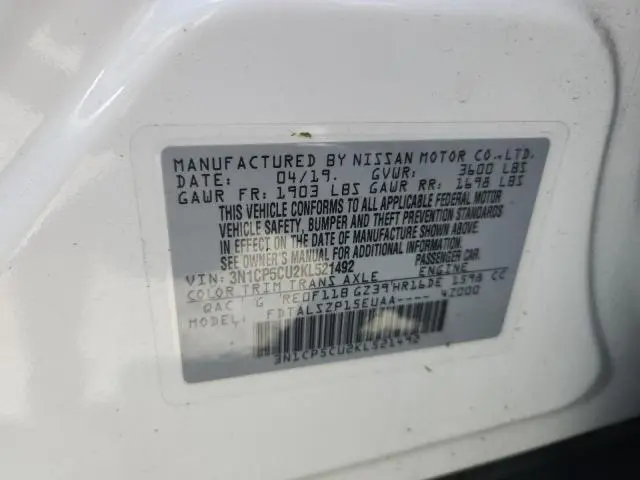 MANUFACTURED BY NISSAN MOTOR CO.,LTD.
DATE: 04/19. GVWR: 3600 LBS
GAWR FR: 1903 LBS GAWR RR: 1698 LBS
THIS VEHICLE CONFORMS TO ALL APPLICABLE FEDERAL MOTOR
VEHICLE SAFETY, BUMPER AND THEFT PREVENTION STANDARDS
IN EFFECT ON THE DATE OF MANUFACTURE SHOWN ABOVE.
SEE OWNER'S MANUAL FOR ADDITIONAL INFORMATION.
VIN: 3N1CP5CU2KL521492 PASSENGER CAR.
COLOR TRIM TRANS AXLE ENGINE
QAC G RE0F11B GZ39 HR16DE 1598 CC
MODEL: FDTALSZP15EUAA---- 42000
3N1CP5CU2KL521492